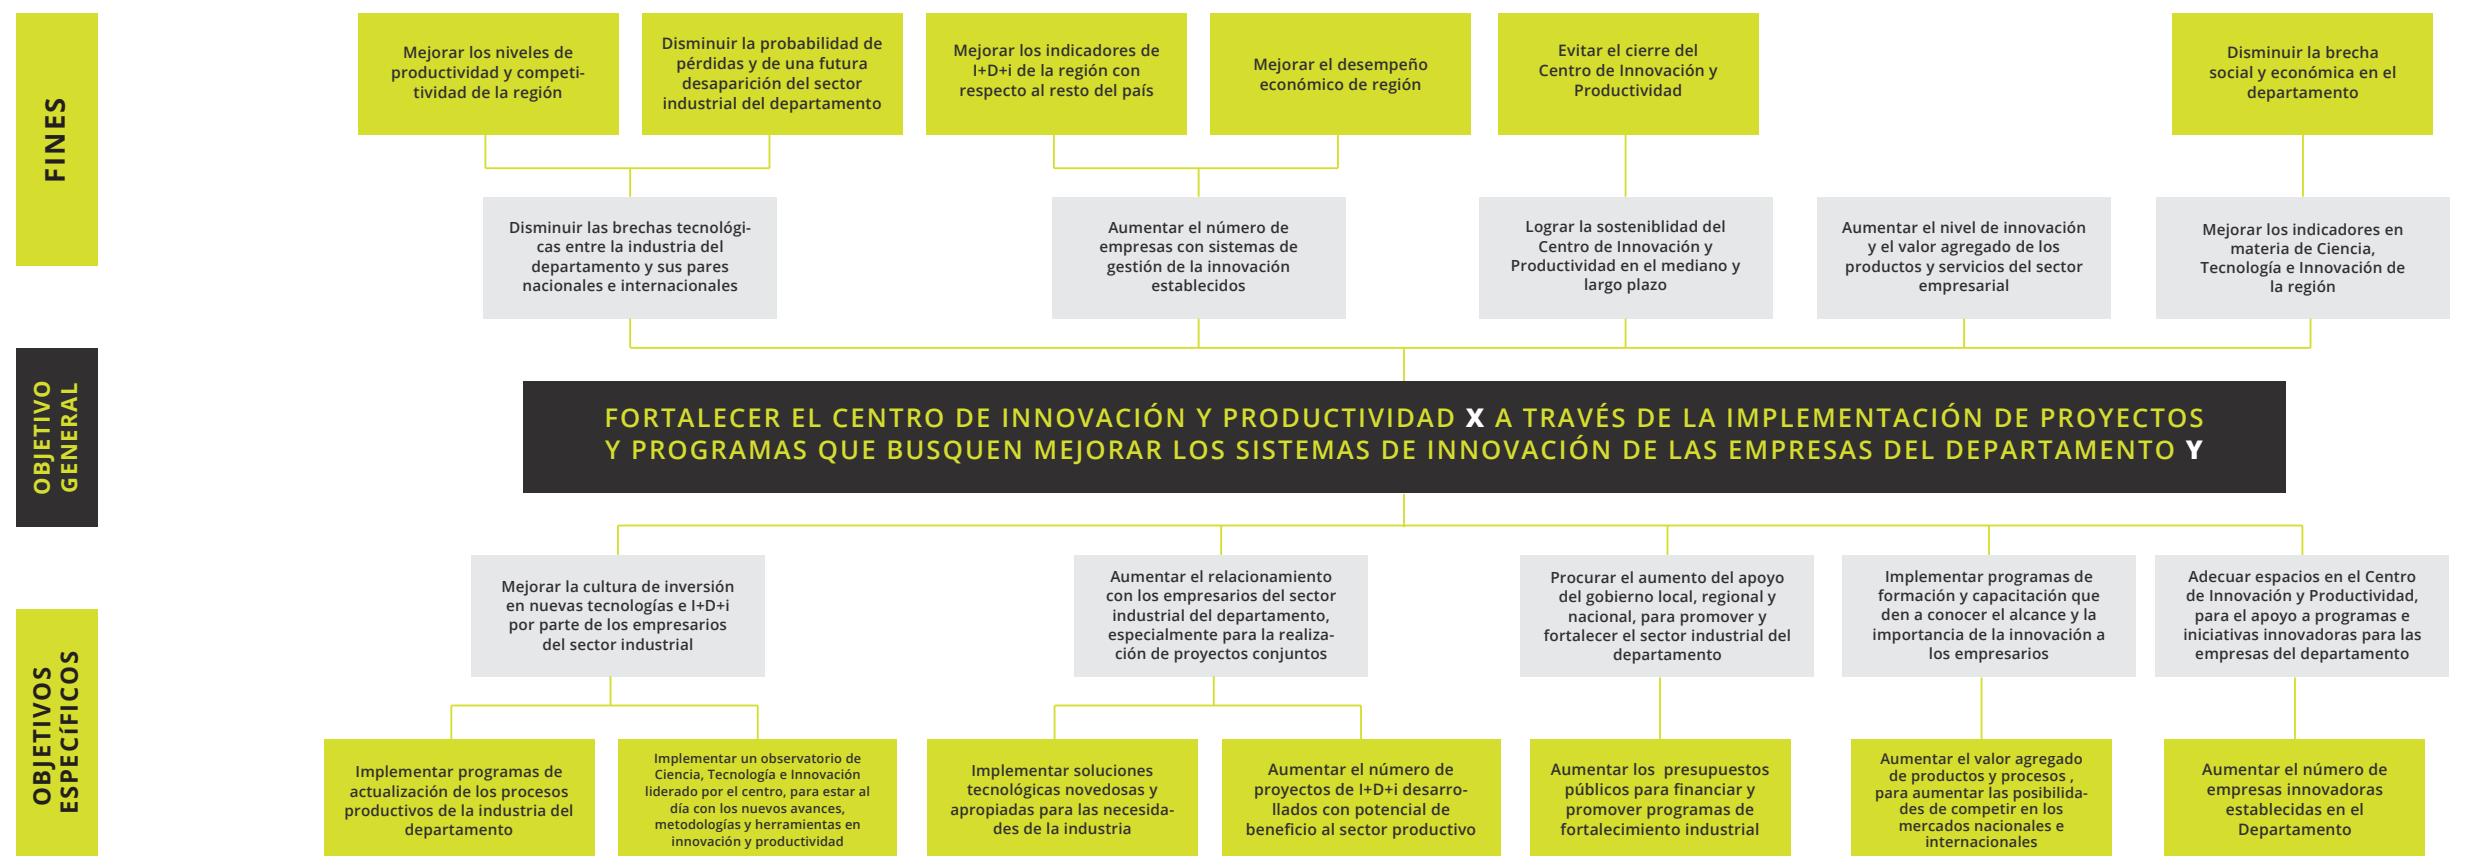 FINES
Mejorar los niveles de
productividad y competi-
tividad de la región
Disminuir la probabilidad de
pérdidas y de una futura
desaparición del sector
industrial del departamento
Mejorar los indicadores de
I+D+i de la región con
respecto al resto del país
Mejorar el desempeño
económico de región
Evitar el cierre del
Centro de Innovación y
Productividad
Disminuir la brecha
social y económica en el
departamento
Disminuir las brechas tecnológi-
cas entre la industria del
departamento y sus pares
nacionales e internacionales
Aumentar el número de
empresas con sistemas de
gestión de la innovación
establecidos
Lograr la sosteniblidad del
Centro de Innovación y
Productividad en el mediano y
largo plazo
Aumentar el nivel de innovación
y el valor agregado de los
productos y servicios del sector
empresarial
Mejorar los indicadores en
materia de Ciencia,
Tecnología e Innovación de
la región
OBJETIVO
GENERAL
FORTALECER EL CENTRO DE INNOVACIÓN Y PRODUCTIVIDAD X A TRAVÉS DE LA IMPLEMENTACIÓN DE PROYECTOS
Y PROGRAMAS QUE BUSQUEN MEJORAR LOS SISTEMAS DE INNOVACIÓN DE LAS EMPRESAS DEL DEPARTAMENTO Y
OBJETIVOS
ESPECÍFICOS
Mejorar la cultura de inversión
en nuevas tecnologías e I+D+i
por parte de los empresarios
del sector industrial
Aumentar el relacionamiento
con los empresarios del sector
industrial del departamento,
especialmente para la realiza-
ción de proyectos conjuntos
Procurar el aumento del apoyo
del gobierno local, regional y
nacional, para promover y
fortalecer el sector industrial del
departamento
Implementar programas de
formación y capacitación que
den a conocer el alcance y la
importancia de la innovación a
los empresarios
Adecuar espacios en el Centro
de Innovación y Productividad,
para el apoyo a programas e
iniciativas innovadoras para las
empresas del departamento
Implementar programas de
actualización de los procesos
productivos de la industria del
departamento
Implementar un observatorio de
Ciencia, Tecnología e Innovación
liderado por el centro, para estar al
día con los nuevos avances,
metodologías y herramientas en
innovación y productividad
Implementar soluciones
tecnológicas novedosas y
apropiadas para las necesida-
des de la industria
Aumentar el número de
proyectos de I+D+i desarro-
llados con potencial de
beneficio al sector productivo
Aumentar los presupuestos
públicos para financiar y
promover programas de
fortalecimiento industrial
Aumentar el valor agregado
de productos y procesos ,
para aumentar las posibilida-
des de competir en los
mercados nacionales e
internacionales
Aumentar el número de
empresas innovadoras
establecidas en el
Departamento